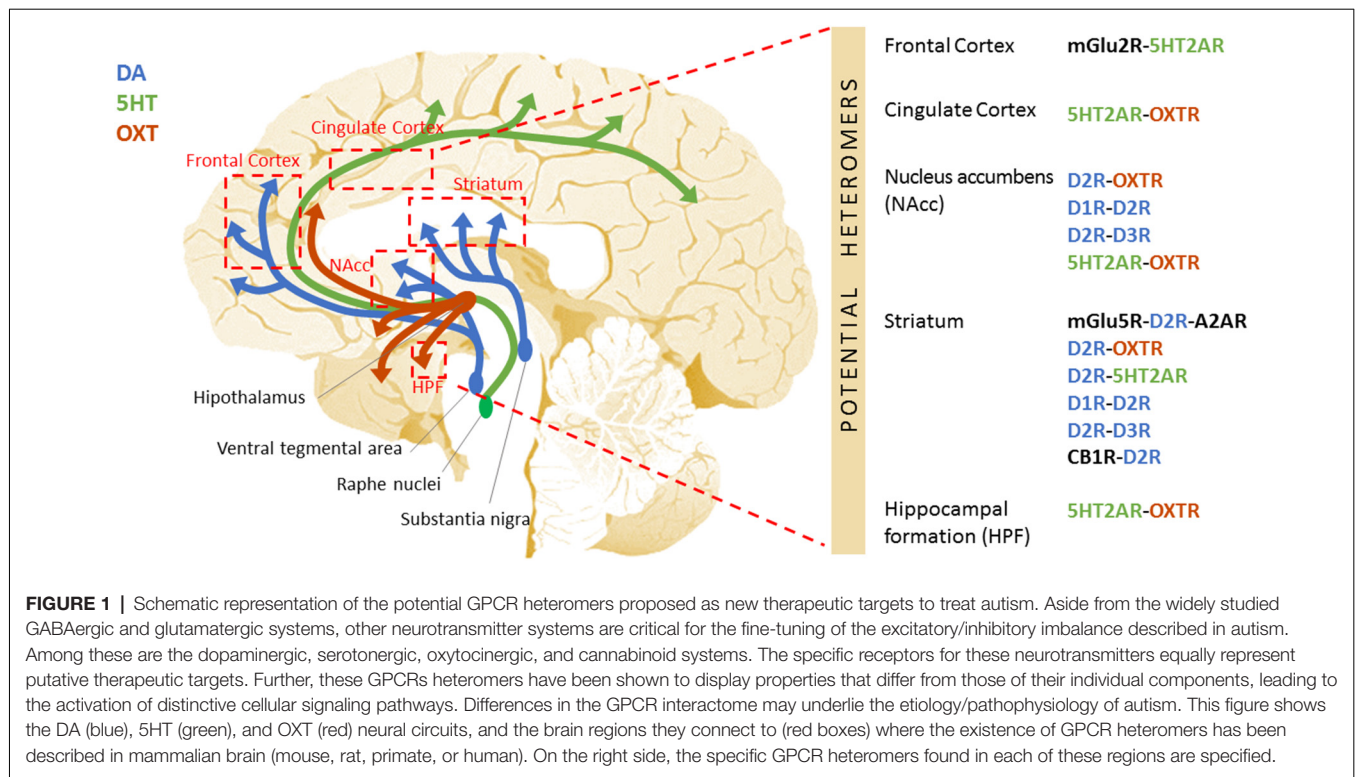 DA
5HT
OXT
Cingulate Cortex
Frontal Cortex
Striatum
NAcc
HPF
Hipothalamus
Ventral tegmental area
Raphe nuclei
Substantia nigra
POTENTIAL HETEROMERS
Frontal Cortex mGlu2R-5HT2AR
Cingulate Cortex 5HT2AR-OXTR
Nucleus accumbens D2R-OXTR
(NAcc) D1R-D2R
D2R-D3R
5HT2AR-OXTR
Striatum mGlu5R-D2R-A2AR
D2R-OXTR
D2R-5HT2AR
D1R-D2R
D2R-D3R
CB1R-D2R
Hippocampal 5HT2AR-OXTR
formation (HPF)
FIGURE 1 | Schematic representation of the potential GPCR heteromers proposed as new therapeutic targets to treat autism. Aside from the widely studied
GABAergic and glutamatergic systems, other neurotransmitter systems are critical for the fine-tuning of the excitatory/inhibitory imbalance described in autism.
Among these are the dopaminergic, serotonergic, oxytocinergic, and cannabinoid systems. The specific receptors for these neurotransmitters equally represent
putative therapeutic targets. Further, these GPCRs heteromers have been shown to display properties that differ from those of their individual components, leading to
the activation of distinctive cellular signaling pathways. Differences in the GPCR interactome may underlie the etiology/pathophysiology of autism. This figure shows
the DA (blue), 5HT (green), and OXT (red) neural circuits, and the brain regions they connect to (red boxes) where the existence of GPCR heteromers has been
described in mammalian brain (mouse, rat, primate, or human). On the right side, the specific GPCR heteromers found in each of these regions are specified.